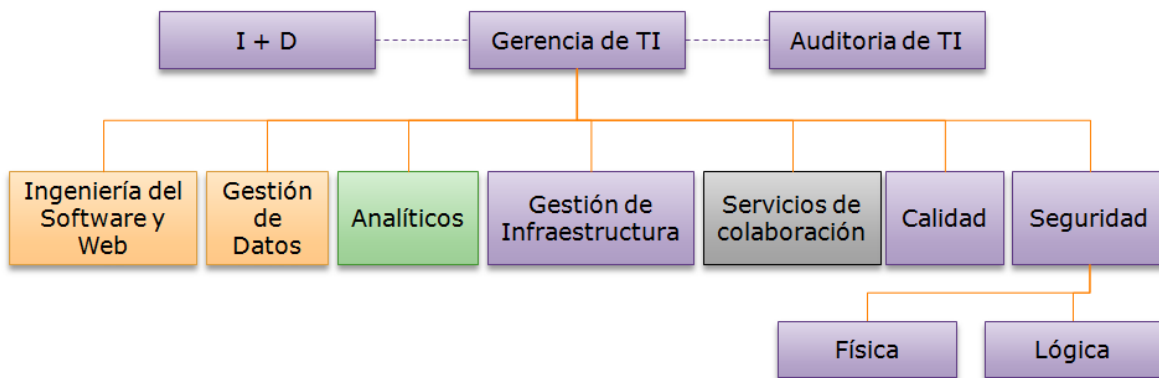 I + D
Gerencia de TI
Auditoria de TI
Ingeniería del
Software y
Web
Gestión
de
Datos
Analíticos
Gestión de
Infraestructura
Servicios de
colaboración
Calidad
Seguridad
Física
Lógica